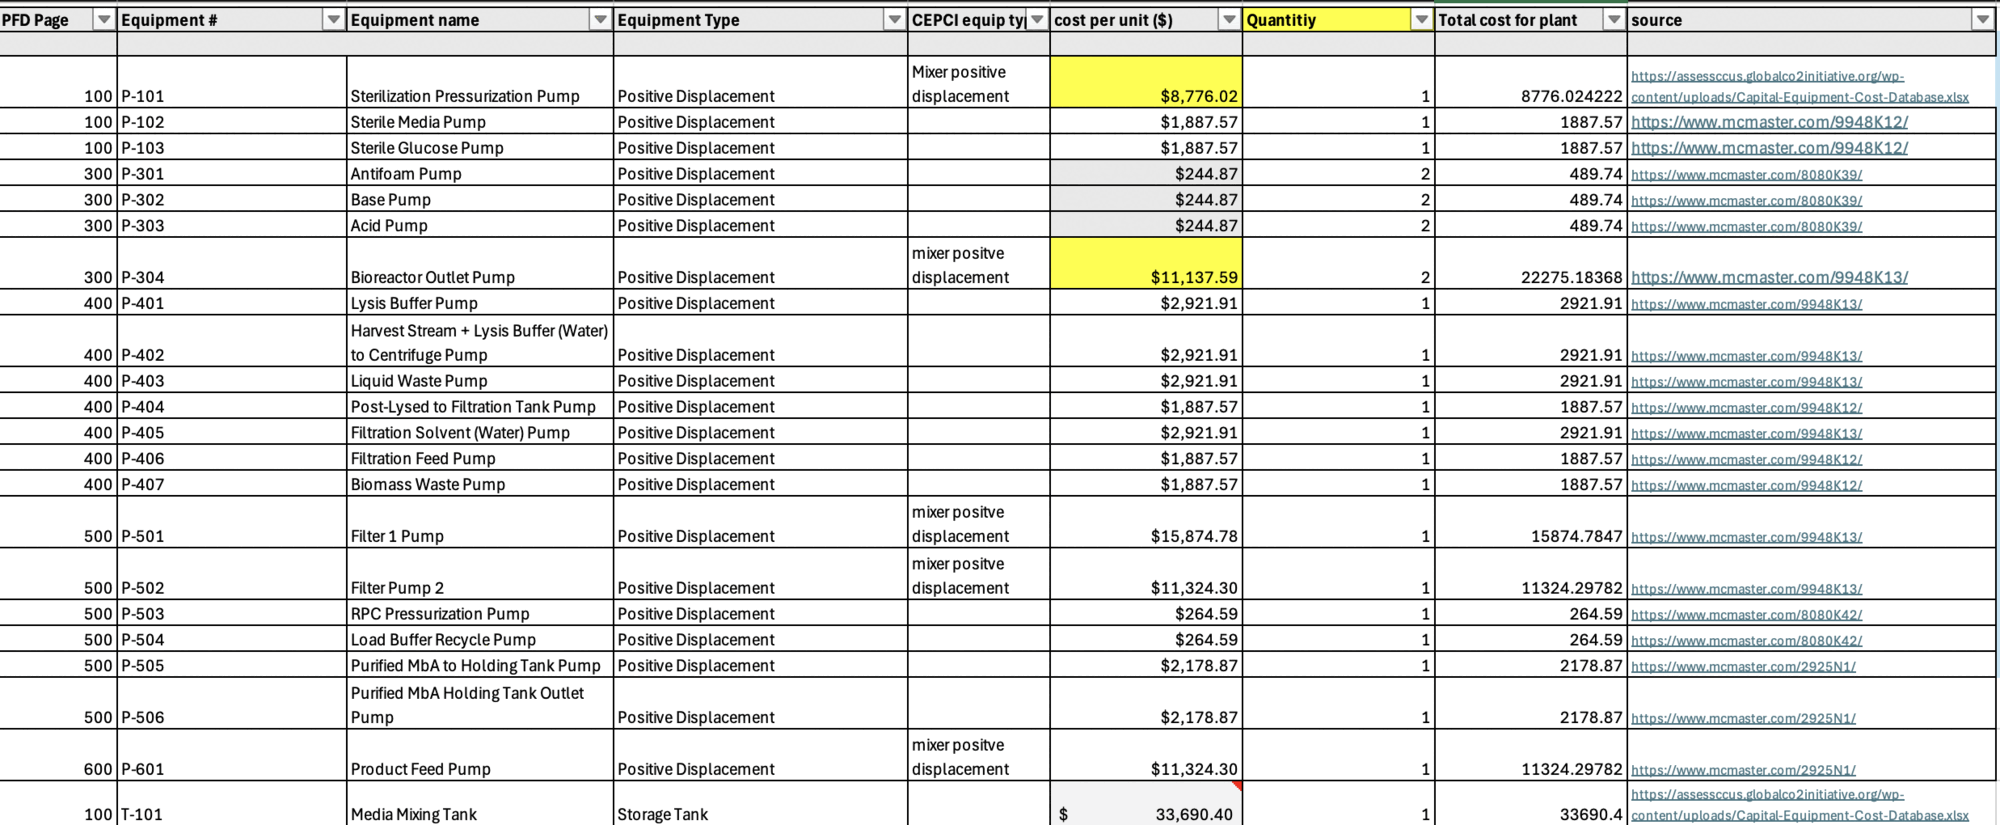 PFD Page Equipment # Equipment name Equipment Type CEPCI equip ty cost per unit ($) Quantitiy Total cost for plant source
Mixer positive
displacement
https://assessccus.globalco2initiative.org/wp-
content/uploads/Capital-Equipment-Cost-Database.xlsx
100 P-101 Sterilization Pressurization Pump Positive Displacement $8,776.02 1 8776.024222
100 P-102 Sterile Media Pump Positive Displacement $1,887.57 1 1887.57 https://www.mcmaster.com/9948K12/
100 P-103 Sterile Glucose Pump Positive Displacement $1,887.57 1 1887.57 https://www.mcmaster.com/9948K12/
300 P-301 Antifoam Pump Positive Displacement $244.87 2 489.74 https://www.mcmaster.com/8080K39/
300 P-302 Base Pump Positive Displacement $244.87 2 489.74 https://www.mcmaster.com/8080K39/
300 P-303 Acid Pump Positive Displacement $244.87 2 489.74 https://www.mcmaster.com/8080K39/
mixer positve
displacement
300 P-304 Bioreactor Outlet Pump Positive Displacement $11,137.59 2 22275.18368 https://www.mcmaster.com/9948K13/
400 P-401 Lysis Buffer Pump Positive Displacement $2,921.91 1 2921.91 https://www.mcmaster.com/9948K13/
Harvest Stream + Lysis Buffer (Water)
400 P-402 to Centrifuge Pump Positive Displacement $2,921.91 1 2921.91 https://www.mcmaster.com/9948K13/
400 P-403 Liquid Waste Pump Positive Displacement $2,921.91 1 2921.91 https://www.mcmaster.com/9948K13/
400 P-404 Post-Lysed to Filtration Tank Pump Positive Displacement $1,887.57 1 1887.57 https://www.mcmaster.com/9948K12/
400 P-405 Filtration Solvent (Water) Pump Positive Displacement $2,921.91 1 2921.91 https://www.mcmaster.com/9948K13/
400 P-406 Filtration Feed Pump Positive Displacement $1,887.57 1 1887.57 https://www.mcmaster.com/9948K12/
400 P-407 Biomass Waste Pump Positive Displacement $1,887.57 1 1887.57 https://www.mcmaster.com/9948K12/
mixer positve
displacement
500 P-501 Filter 1 Pump Positive Displacement $15,874.78 1 15874.7847 https://www.mcmaster.com/9948K13/
mixer positve
displacement
500 P-502 Filter Pump 2 Positive Displacement $11,324.30 1 11324.29782 https://www.mcmaster.com/9948K13/
500 P-503 RPC Pressurization Pump Positive Displacement $264.59 1 264.59 https://www.mcmaster.com/8080K42/
500 P-504 Load Buffer Recycle Pump Positive Displacement $264.59 1 264.59 https://www.mcmaster.com/8080K42/
500 P-505 Purified MbA to Holding Tank Pump Positive Displacement $2,178.87 1 2178.87 https://www.mcmaster.com/2925N1/
Purified MbA Holding Tank Outlet
500 P-506 Pump Positive Displacement $2,178.87 1 2178.87 https://www.mcmaster.com/2925N1/
mixer positve
displacement
600 P-601 Product Feed Pump Positive Displacement $11,324.30 1 11324.29782 https://www.mcmaster.com/2925N1/
https://assessccus.globalco2initiative.org/wp-
content/uploads/Capital-Equipment-Cost-Database.xlsx
100 T-101 Media Mixing Tank Storage Tank $ 33,690.40 1 33690.4